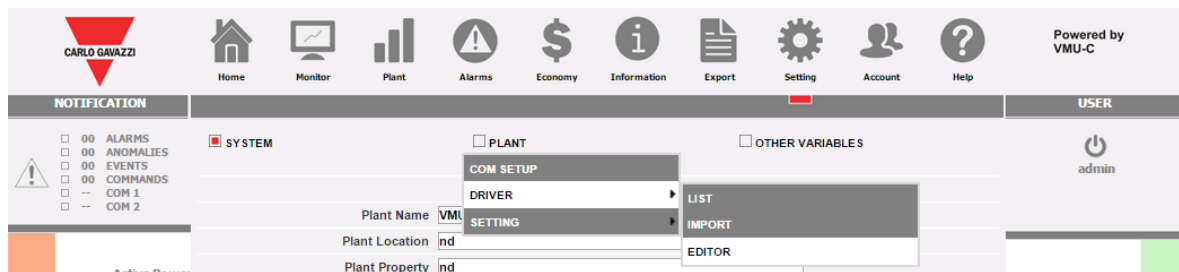 CARLO GAVAZZI
Home Monitor Plant Alarms Economy Information Export Setting Account Help
Powered by
VMU-C
NOTIFICATION
USER
00 ALARMS
00 ANOMALIES
00 EVENTS
00 COMMANDS
-- COM 1
-- COM 2
SYSTEM PLANT OTHER VARIABLES
admin
COM SETUP
DRIVER
SETTING
LIST
IMPORT
EDITOR
Plant Name VMU
Plant Location nd
Plant Property nd